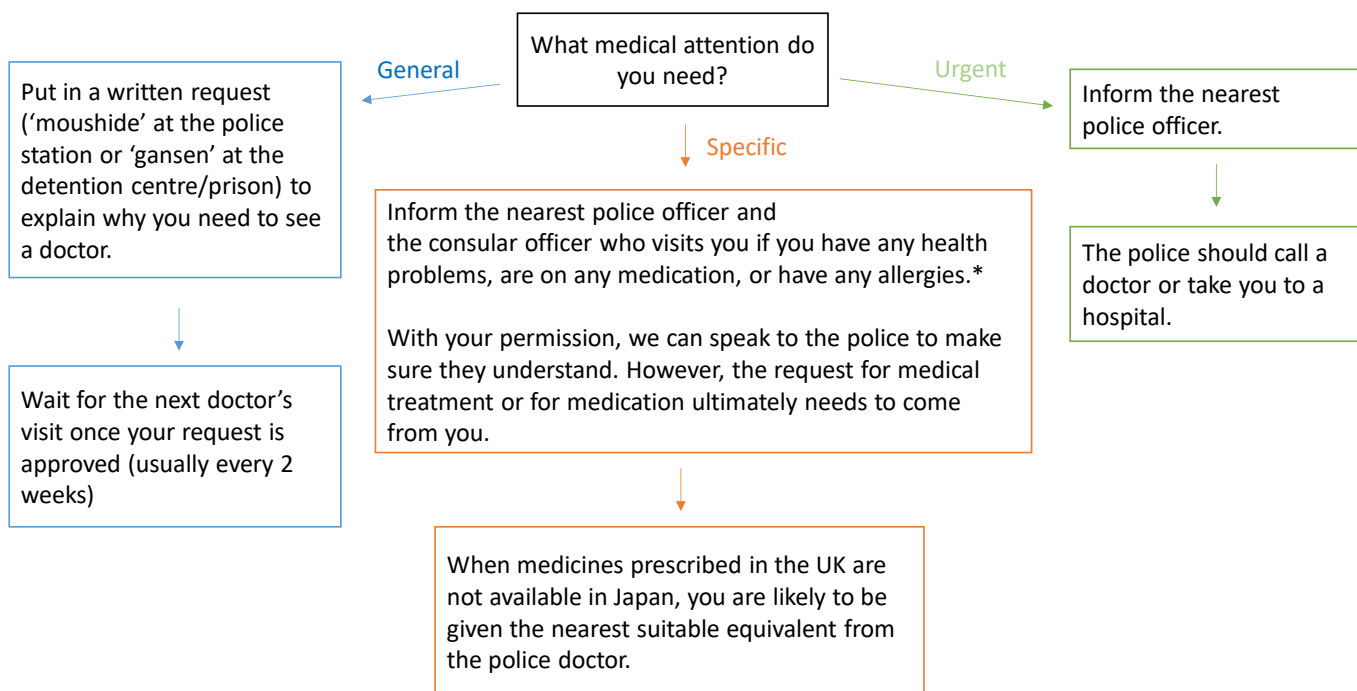 What medical attention do
you need?
General
Put in a written request
(‘moushide’ at the police
station or ‘gansen’ at the
detention centre/prison) to
explain why you need to see
a doctor.
Wait for the next doctor’s
visit once your request is
approved (usually every 2
weeks)
Specific
Inform the nearest police officer and
the consular officer who visits you if you have any health
problems, are on any medication, or have any allergies.*
With your permission, we can speak to the police to make
sure they understand. However, the request for medical
treatment or for medication ultimately needs to come
from you.
When medicines prescribed in the UK are
not available in Japan, you are likely to be
given the nearest suitable equivalent from
the police doctor.
Urgent
Inform the nearest
police officer.
The police should call a
doctor or take you to a
hospital.